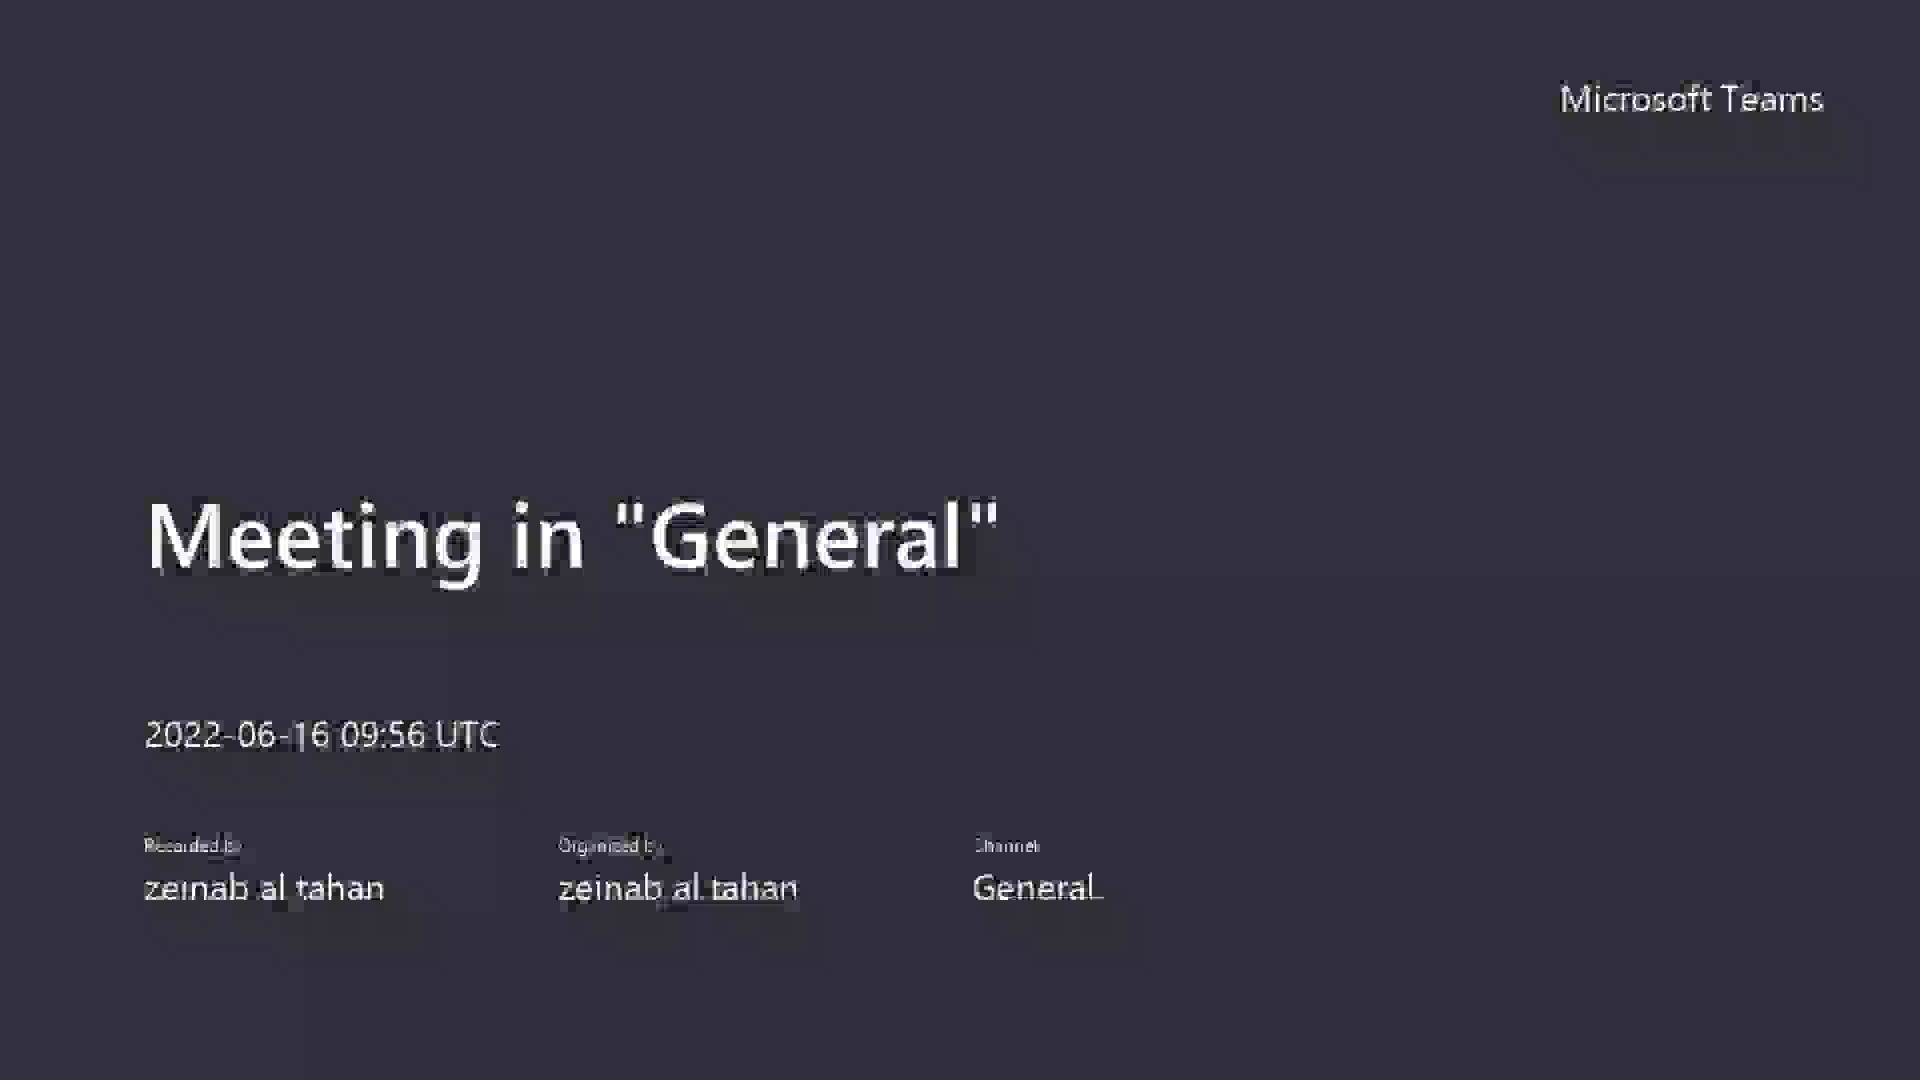 Microsoft Teams
Meeting in "General"
2022-06-16 09:56 UTC
Recorded by
Organized by
Channel
zeinab al tahan
zeinab al tahan
General